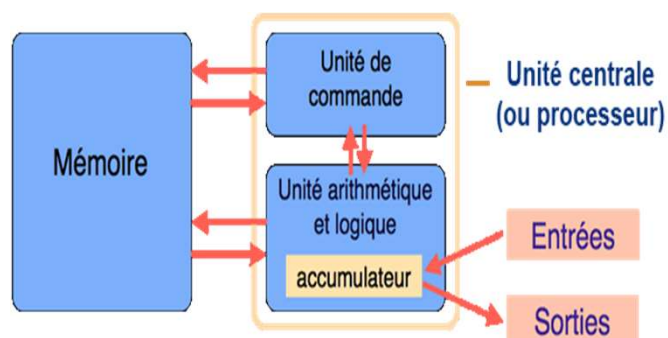 Mémoire
Unité de
commande
Unité centrale
(ou processeur)
Unité arithmétique
et logique
accumulateur
Entrées
Sorties